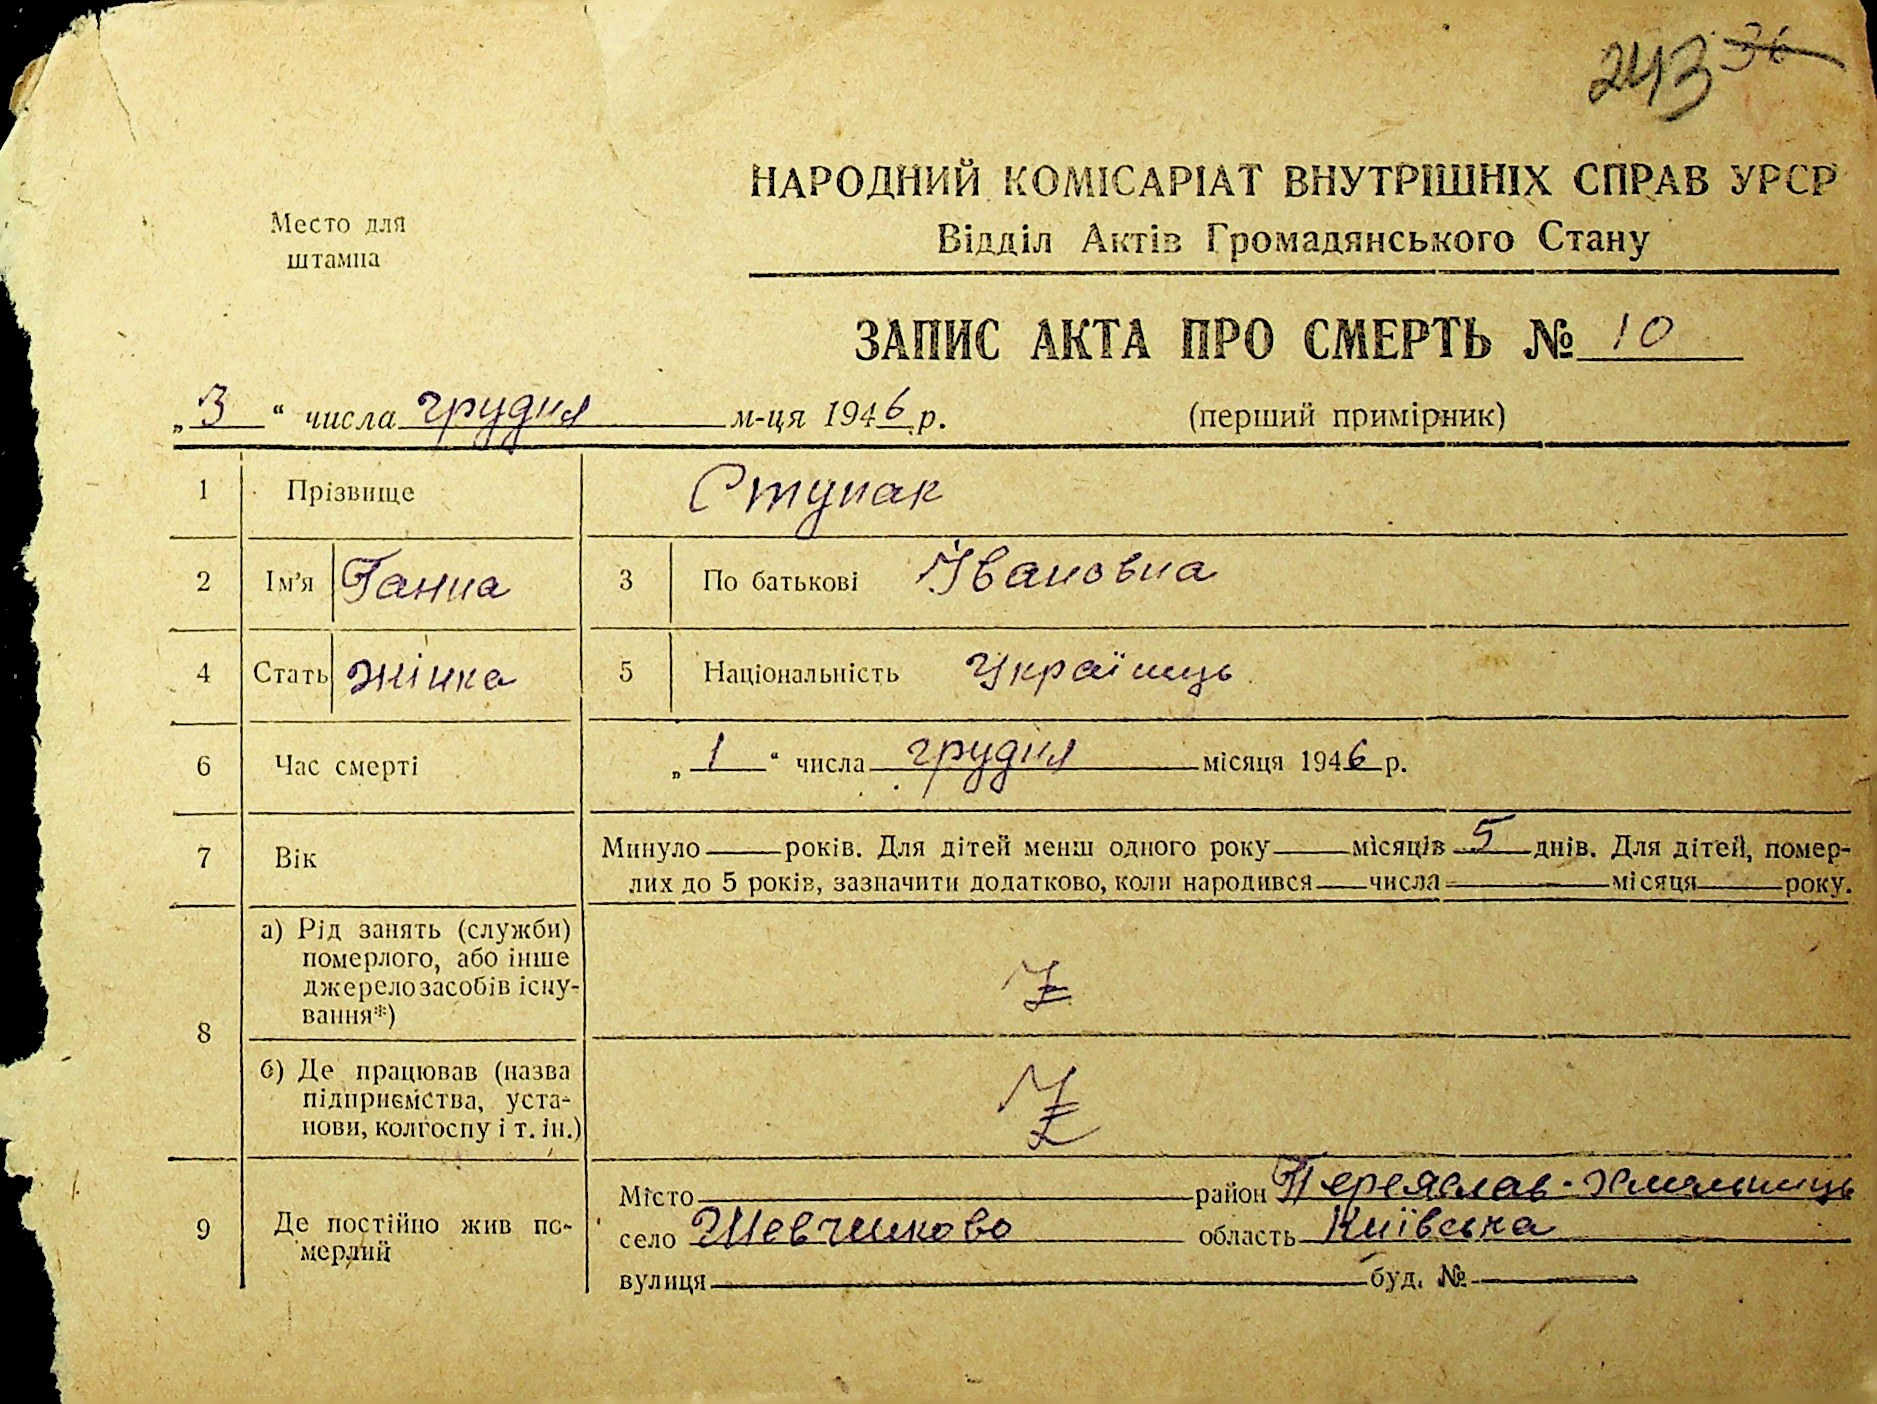 243 36
Место для
штампа
НАРОДНИЙ КОМІСАРІАТ ВНУТРІШНІХ СПРАВ УРСР
Відділ Актів Громадянського Стану
ЗАПИС АКТА ПРО СМЕРТЬ № 10
„ 3 “ числа грудня м-ця 1946 р. (перший примірник)
1 Прізвище Ступак
2 Ім'я Ганна 3 По батькові Івановна
4 Стать жінка 5 Національність Українць
6 Час смерті „ 1 “ числа грудня місяця 1946 р.
7 Вік Минуло — років. Для дітей менш одного року — місяців 5 днів. Для дітей, помер-
лих до 5 років, зазначити додатково, коли народився — числа — місяця — року.
8 а) Рід занять (служби)
померлого, або інше
джерело засобів існу-
вання*)
б) Де працював (назва
підприємства, уста-
нови, колгоспу і т. ін.)
9 Де постійно жив по-
мерлий
Місто район Переяслав-Хмельниць
село Шевченково область Київська
вулиця буд. №